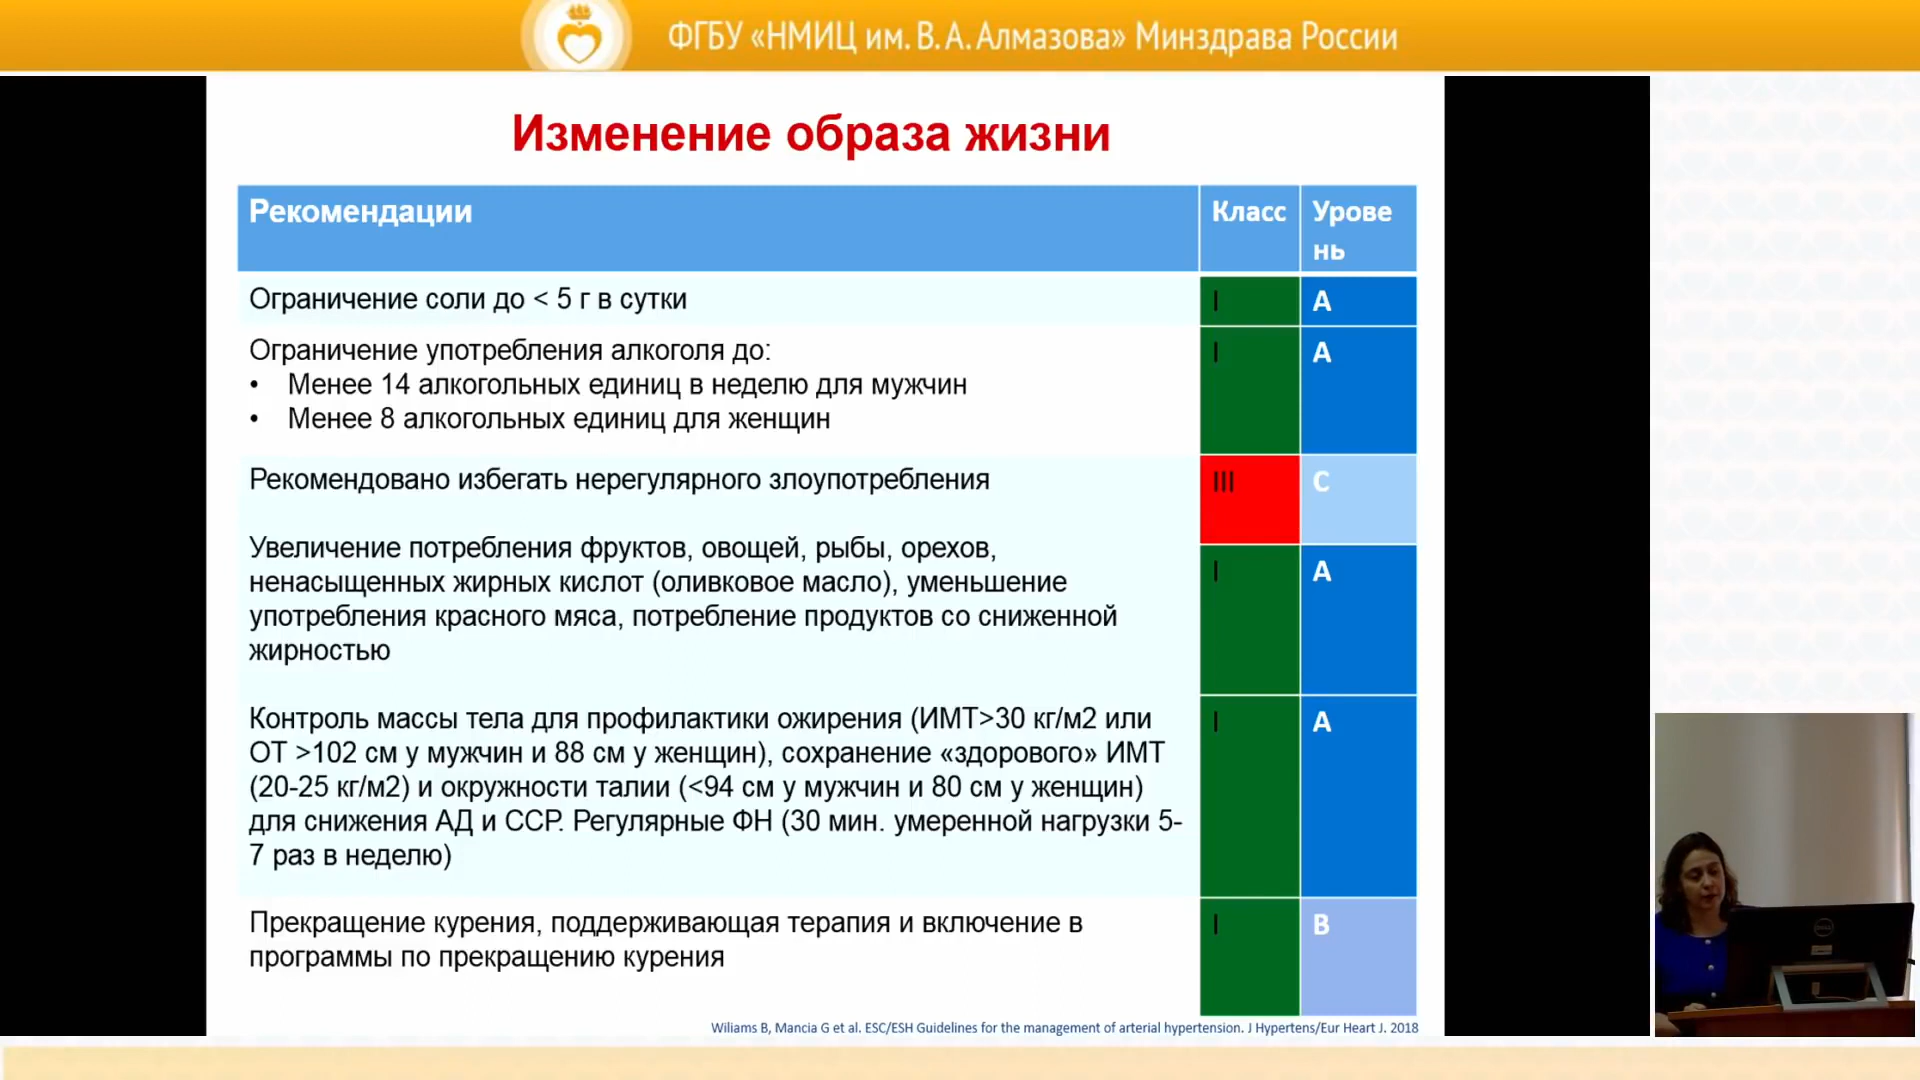 ФГБУ «НМИЦ им. В. А. Алмазова» Минздрава России
Изменение образа жизни
Рекомендации
Класс
Урове
нь
Ограничение соли до < 5 г в сутки
I
A
Ограничение употребления алкоголя до:
• Менее 14 алкогольных единиц в неделю для мужчин
• Менее 8 алкогольных единиц для женщин
I
A
Рекомендовано избегать нерегулярного злоупотребления
III
C
Увеличение потребления фруктов, овощей, рыбы, орехов,
ненасыщенных жирных кислот (оливковое масло), уменьшение
употребления красного мяса, потребление продуктов со сниженной
жирностью
I
A
Контроль массы тела для профилактики ожирения (ИМТ>30 кг/м2 или
ОТ >102 см у мужчин и 88 см у женщин), сохранение «здорового» ИМТ
(20-25 кг/м2) и окружности талии (<94 см у мужчин и 80 см у женщин)
для снижения АД и ССР. Регулярные ФН (30 мин. умеренной нагрузки 5-
7 раз в неделю)
I
A
Прекращение курения, поддерживающая терапия и включение в
программы по прекращению курения
I
B
Wiliams B, Mancia G et al. ESC/ESH Guidelines for the management of arterial hypertension. J Hypertens/Eur Heart J. 2018